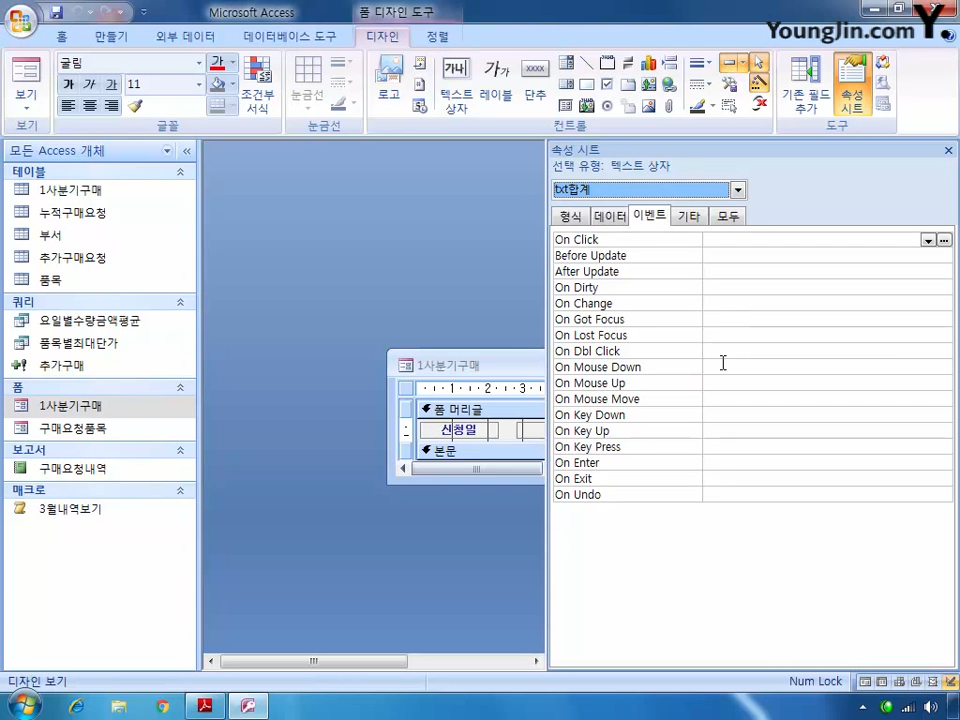 Microsoft Access
폼 디자인 도구
YoungJin.com Y
홈
만들기
외부 데이터
데이터베이스 도구
디자인
정렬
굴림
가
가 가 가
11
보기
조건부 서식
눈금선
로고
가나
텍스트 상자
가가
레이블
xxxx
단추
기존 필드 추가
속성 시트
보기
글꼴
눈금선
컨트롤
도구
모든 Access 개체
테이블
1사분기구매
누적구매요청
부서
추가구매요청
품목
쿼리
요일별수량금액평균
품목별최대단가
추가구매
폼
1사분기구매
구매요청품목
보고서
구매요청내역
매크로
3월내역보기
1사분기구매
1 2 3
폼 머리글
신청일
본문
속성 시트
선택 유형: 텍스트 상자
txt합계
형식
데이터
이벤트
기타
모두
On Click
Before Update
After Update
On Dirty
On Change
On Got Focus
On Lost Focus
On Dbl Click
On Mouse Down
On Mouse Up
On Mouse Move
On Key Down
On Key Up
On Key Press
On Enter
On Exit
On Undo
디자인 보기
Num Lock